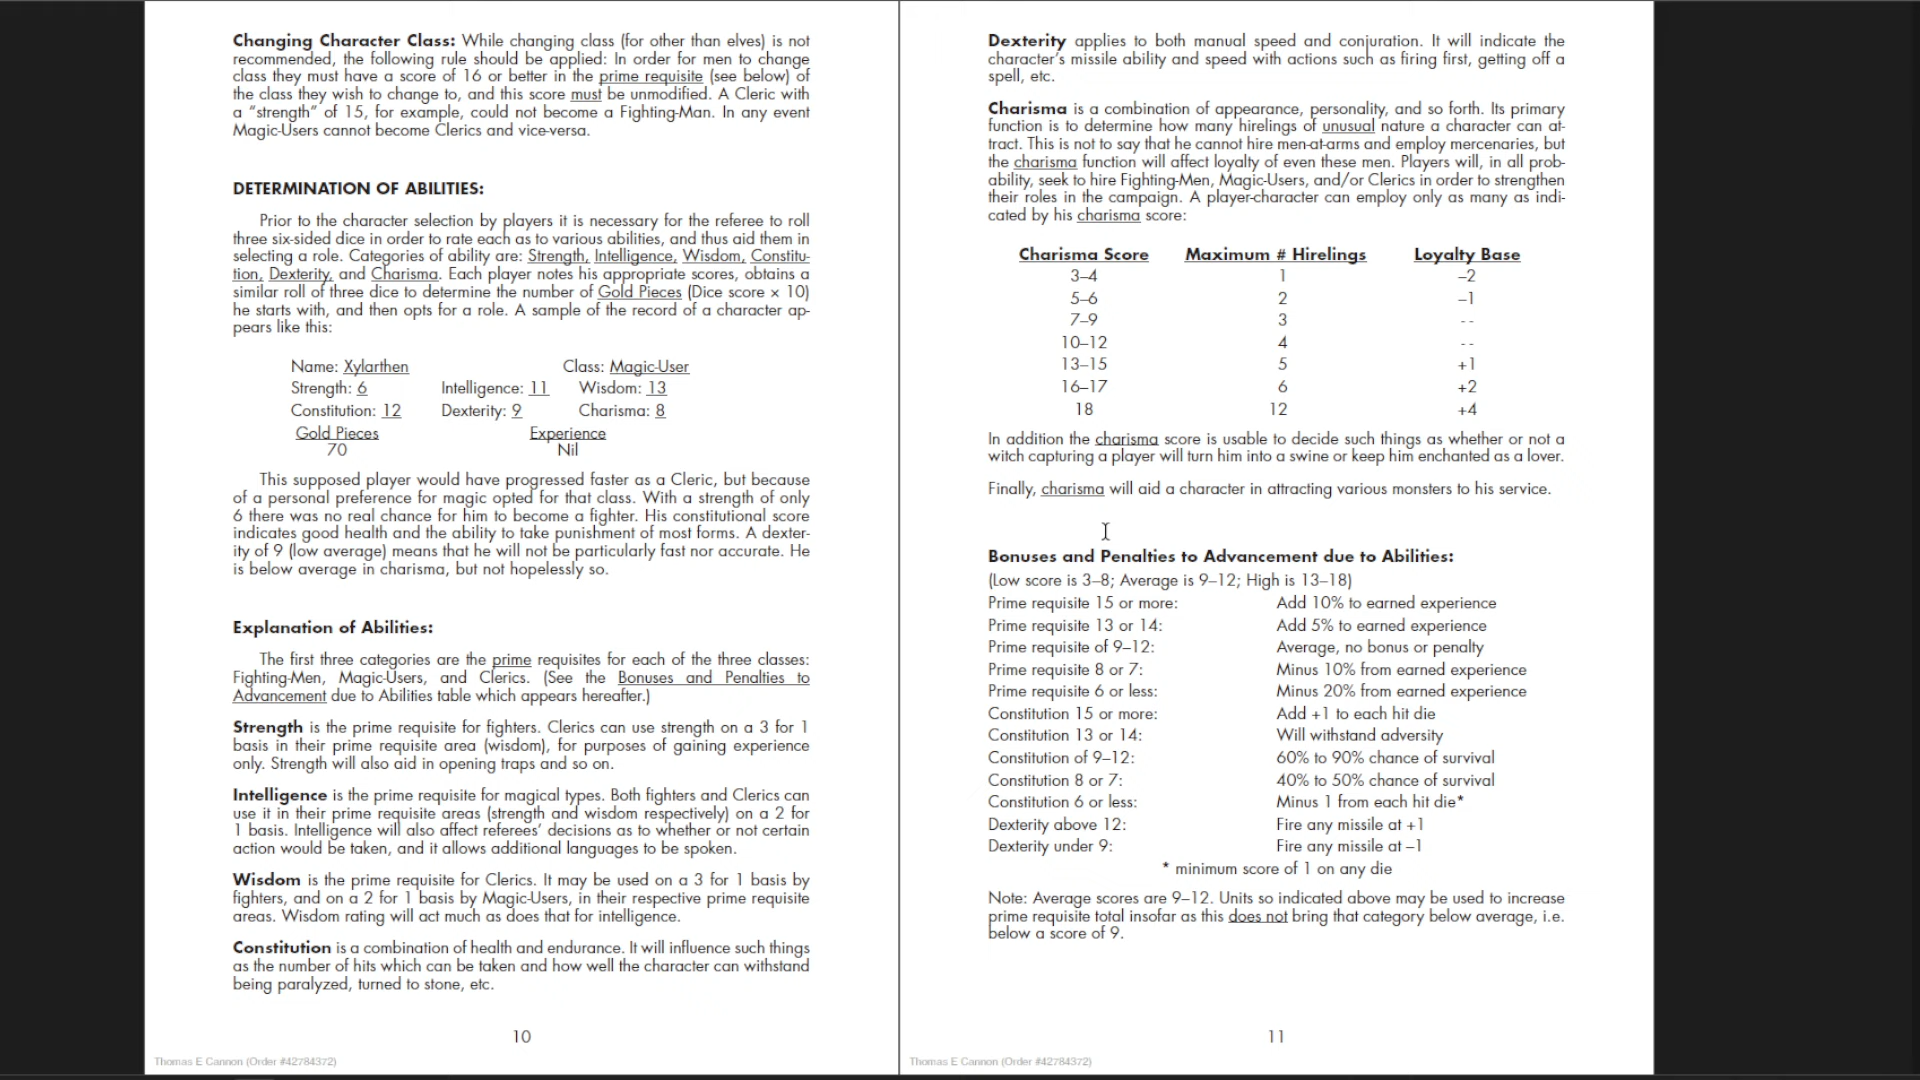 Changing Character Class: While changing class (for other than elves) is not
recommended, the following rule should be applied: In order for men to change
class they must have a score of 16 or better in the prime requisite (see below) of
the class they wish to change to, and this score must be unmodified. A Cleric with
a "strength" of 15, for example, could not become a Fighting-Man. In any event
Magic-Users cannot become Clerics and vice-versa.
DETERMINATION OF ABILITIES:
Prior to the character selection by players it is necessary for the referee to roll
three six-sided dice in order to rate each as to various abilities, and thus aid them in
selecting a role. Categories of ability are: Strength, Intelligence, Wisdom, Constitu-
tion, Dexterity, and Charisma. Each player notes his appropriate scores, obtains a
similar roll of three dice to determine the number of Gold Pieces (Dice score × 10)
he starts with, and then opts for a role. A sample of the record of a character ap-
pears like this:
Name: Xylarthen Class: Magic-User
Strength: 6 Intelligence: 11 Wisdom: 13
Constitution: 12 Dexterity: 9 Charisma: 8
Gold Pieces Experience
70 Nil
This supposed player would have progressed faster as a Cleric, but because
of a personal preference for magic opted for that class. With a strength of only
6 there was no real chance for him to become a fighter. His constitutional score
indicates good health and the ability to take punishment of most forms. A dexter-
ity of 9 (low average) means that he will not be particularly fast nor accurate. He
is below average in charisma, but not hopelessly so.
Explanation of Abilities:
The first three categories are the prime requisites for each of the three classes:
Fighting-Men, Magic-Users, and Clerics. (See the Bonuses and Penalties to
Advancement due to Abilities table which appears hereafter.)
Strength is the prime requisite for fighters. Clerics can use strength on a 3 for 1
basis in their prime requisite area (wisdom), for purposes of gaining experience
only. Strength will also aid in opening traps and so on.
Intelligence is the prime requisite for magical types. Both fighters and Clerics can
use it in their prime requisite areas (strength and wisdom respectively) on a 2 for
1 basis. Intelligence will also affect referees' decisions as to whether or not certain
action would be taken, and it allows additional languages to be spoken.
Wisdom is the prime requisite for Clerics. It may be used on a 3 for 1 basis by
fighters, and on a 2 for 1 basis by Magic-Users, in their respective prime requisite
areas. Wisdom rating will act much as does that for intelligence.
Constitution is a combination of health and endurance. It will influence such things
as the number of hits which can be taken and how well the character can withstand
being paralyzed, turned to stone, etc.
10
Thomas E Cannon (Order #42784372)
Dexterity applies to both manual speed and conjuration. It will indicate the
character's missile ability and speed with actions such as firing first, getting off a
spell, etc.
Charisma is a combination of appearance, personality, and so forth. Its primary
function is to determine how many hirelings of unusual nature a character can at-
tract. This is not to say that he cannot hire men-at-arms and employ mercenaries, but
the charisma function will affect loyalty of even these men. Players will, in all prob-
ability, seek to hire Fighting-Men, Magic-Users, and/or Clerics in order to strengthen
their roles in the campaign. A player-character can employ only as many as indi-
cated by his charisma score:
Charisma Score Maximum # Hirelings Loyalty Base
3–4 1 –2
5–6 2 –1
7–9 3 --
10–12 4 --
13–15 5 +1
16–17 6 +2
18 12 +4
In addition the charisma score is usable to decide such things as whether or not a
witch capturing a player will turn him into a swine or keep him enchanted as a lover.
Finally, charisma will aid a character in attracting various monsters to his service.
Bonuses and Penalties to Advancement due to Abilities:
(Low score is 3–8; Average is 9–12; High is 13–18)
Prime requisite 15 or more: Add 10% to earned experience
Prime requisite 13 or 14: Add 5% to earned experience
Prime requisite of 9–12: Average, no bonus or penalty
Prime requisite 8 or 7: Minus 10% from earned experience
Prime requisite 6 or less: Minus 20% from earned experience
Constitution 15 or more: Add +1 to each hit die
Constitution 13 or 14: Will withstand adversity
Constitution of 9–12: 60% to 90% chance of survival
Constitution 8 or 7: 40% to 50% chance of survival
Constitution 6 or less: Minus 1 from each hit die*
Dexterity above 12: Fire any missile at +1
Dexterity under 9: Fire any missile at –1
* minimum score of 1 on any die
Note: Average scores are 9–12. Units so indicated above may be used to increase
prime requisite total insofar as this does not bring that category below average, i.e.
below a score of 9.
11
Thomas E Cannon (Order #42784372)